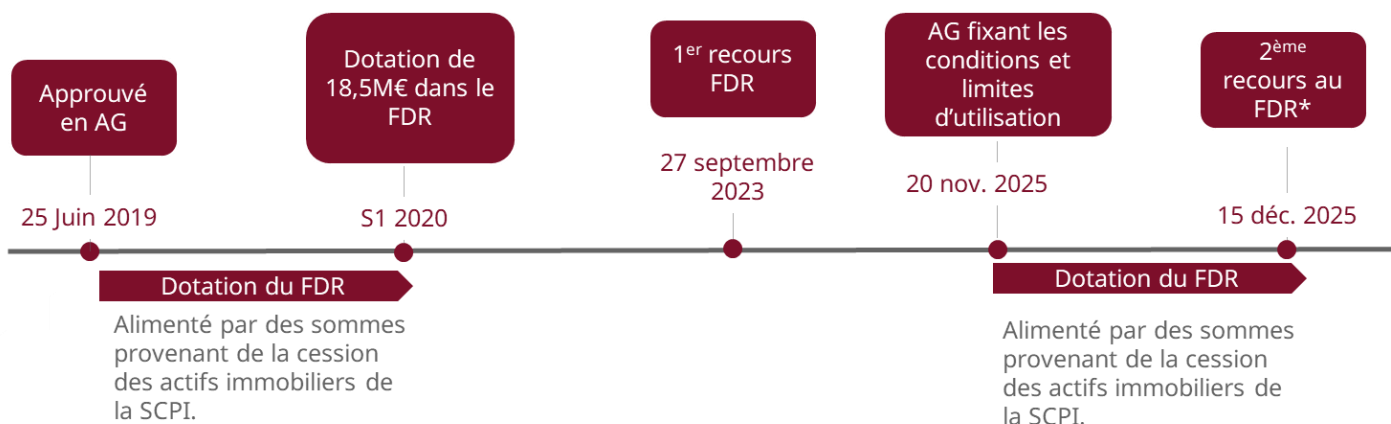 Approuvé
en AG
Dotation de
18,5M€ dans le
FDR
1er recours
FDR
AG fixant les
conditions et
limites
d’utilisation
2ème
recours au
FDR*
25 Juin 2019
S1 2020
27 septembre
2023
20 nov. 2025
15 déc. 2025
Dotation du FDR
Alimenté par des sommes
provenant de la cession
des actifs immobiliers de
la SCPI.
Dotation du FDR
Alimenté par des sommes
provenant de la cession
des actifs immobiliers de
la SCPI.